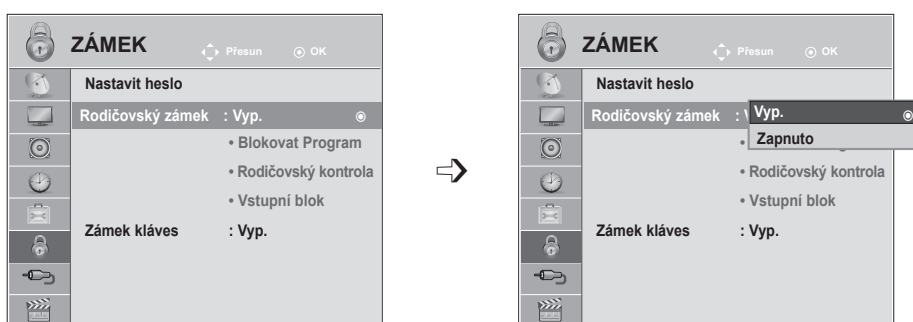 ZÁMEK
Přesun OK
Nastavit heslo
Rodičovský zámek : Vyp.
• Blokovat Program
• Rodičovský kontrola
• Vstupní blok
Zámek kláves : Vyp.
ZÁMEK
Přesun OK
Nastavit heslo
Rodičovský zámek :
Vyp.
Zapnuto
• Rodičovský kontrola
• Vstupní blok
Zámek kláves : Vyp.